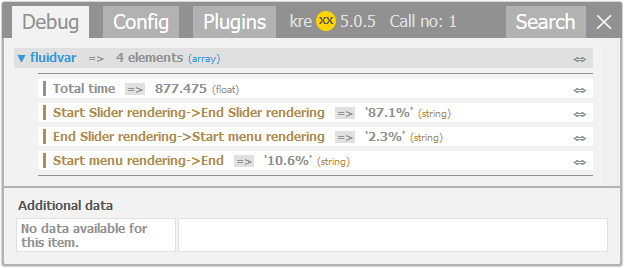 Debug Config Plugins kre XX 5.0.5 Call no: 1 Search ✕
▼ fluidvar => 4 elements (array) ⇔
Total time => 877.475 (float) ⇔
Start Slider rendering->End Slider rendering => '87.1%' (string) ⇔
End Slider rendering->Start menu rendering => '2.3%' (string) ⇔
Start menu rendering->End => '10.6%' (string) ⇔
Additional data
No data available for
this item.